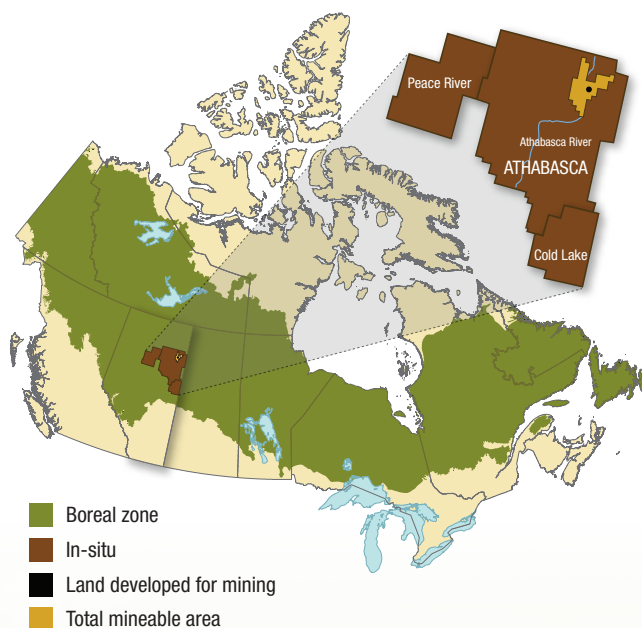 Peace River
Athabasca River
ATHABASCA
Cold Lake
Boreal zone
In-situ
Land developed for mining
Total mineable area